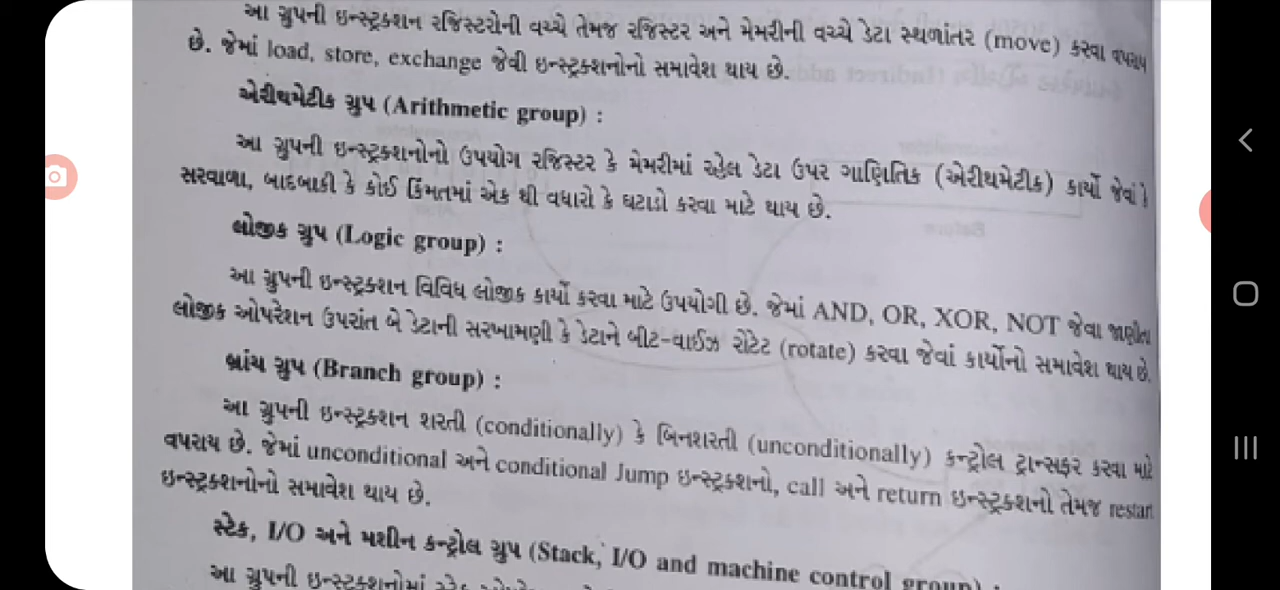 આ ગ્રુપની ઇન્સ્ટ્રક્શન રજિસ્ટરોની વચ્ચે તેમજ રજિસ્ટર અને મેમરીની વચ્ચે ડેટા સ્થળાંતર (move) કરવા વપરાય
છે. જેમાં load, store, exchange જેવી ઇન્સ્ટ્રક્શનોનો સમાવેશ થાય છે.
એરીથમેટીક ગ્રુપ (Arithmetic group) :
આ ગ્રુપની ઇન્સ્ટ્રક્શનોનો ઉપયોગ રજિસ્ટર કે મેમરીમાં રહેલ ડેટા ઉપર ગાણિતિક (એરીથમેટીક) કાર્યો જેવાં કે
સરવાળા, બાદબાકી કે કોઈ કિંમતમાં એક થી વધારો કે ઘટાડો કરવા માટે થાય છે.
લોજીક ગ્રુપ (Logic group) :
આ ગ્રુપની ઇન્સ્ટ્રક્શન વિવિધ લોજીક કાર્યો કરવા માટે ઉપયોગી છે. જેમાં AND, OR, XOR, NOT જેવા જાણીતા
લોજીક ઓપરેશન ઉપરાંત બે ડેટાની સરખામણી કે ડેટાને બીટ-વાઈઝ રોટેટ (rotate) કરવા જેવાં કાર્યોનો સમાવેશ થાય છે.
બ્રાંચ ગ્રુપ (Branch group) :
આ ગ્રુપની ઇન્સ્ટ્રક્શન શરતી (conditionally) કે બિનશરતી (unconditionally) કન્ટ્રોલ ટ્રાન્સફર કરવા માટે
વપરાય છે. જેમાં unconditional અને conditional Jump ઇન્સ્ટ્રક્શનો, call અને return ઇન્સ્ટ્રક્શનો તેમજ restart
ઇન્સ્ટ્રક્શનોનો સમાવેશ થાય છે.
સ્ટેક, I/O અને મશીન કન્ટ્રોલ ગ્રુપ (Stack, I/O and machine control group) :
આ ગ્રુપની ઇન્સ્ટ્રક્શનોમાં સ્ટેક